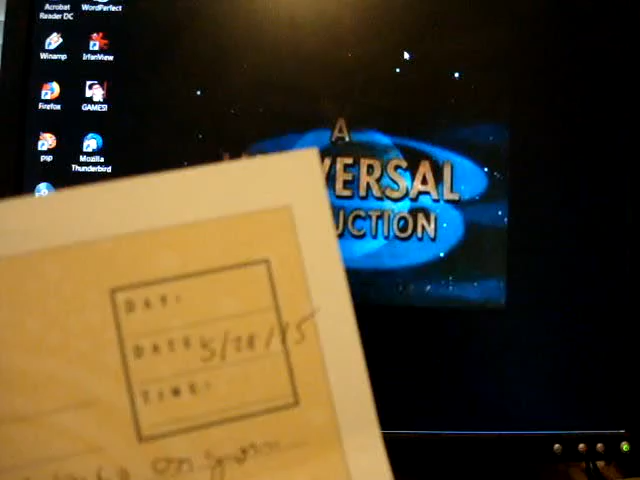 Acrobat
Reader DC
WordPerfect
Winamp
IrfanView
Firefox
GAMES!
psp
Mozilla
Thunderbird
A
VERSAL
UCTION
DAY:
DATE: 5/28/15
TIME:
on